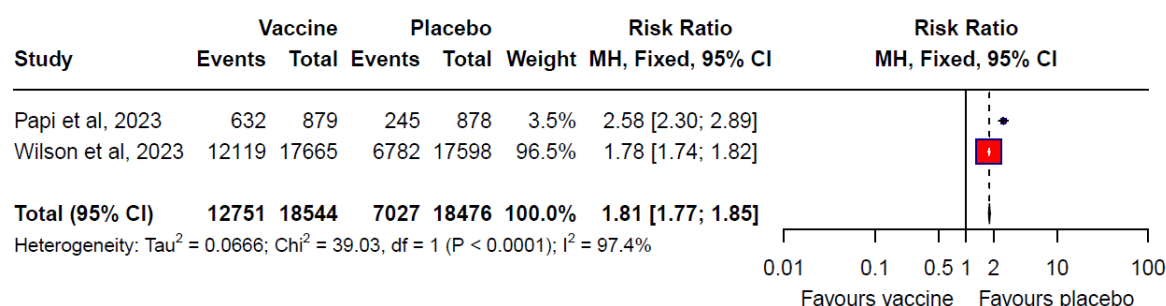 Vaccine Placebo Risk Ratio Risk Ratio
Study Events Total Events Total Weight MH, Fixed, 95% CI MH, Fixed, 95% CI
Papi et al, 2023 632 879 245 878 3.5% 2.58 [2.30; 2.89]
Wilson et al, 2023 12119 17665 6782 17598 96.5% 1.78 [1.74; 1.82]
Total (95% CI) 12751 18544 7027 18476 100.0% 1.81 [1.77; 1.85]
Heterogeneity: Tau² = 0.0666; Chi² = 39.03, df = 1 (P < 0.0001); I² = 97.4%
0.01 0.1 0.5 1 2 10 100
Favours vaccine Favours placebo